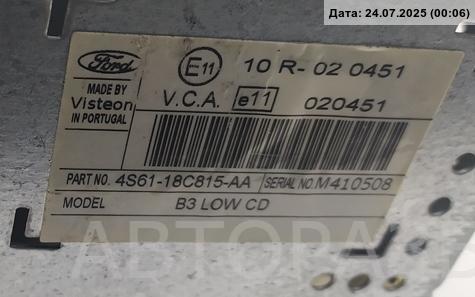 Дата: 24.07.2025 (00:06)
Ford
E11 10 R- 02 0451
MADE BY
Visteon
IN PORTUGAL
V.C.A. e11 020451
PART NO. 4S61-18C815-AA SERIAL NO. M410508
MODEL B3 LOW CD
АВТОРАЗБ